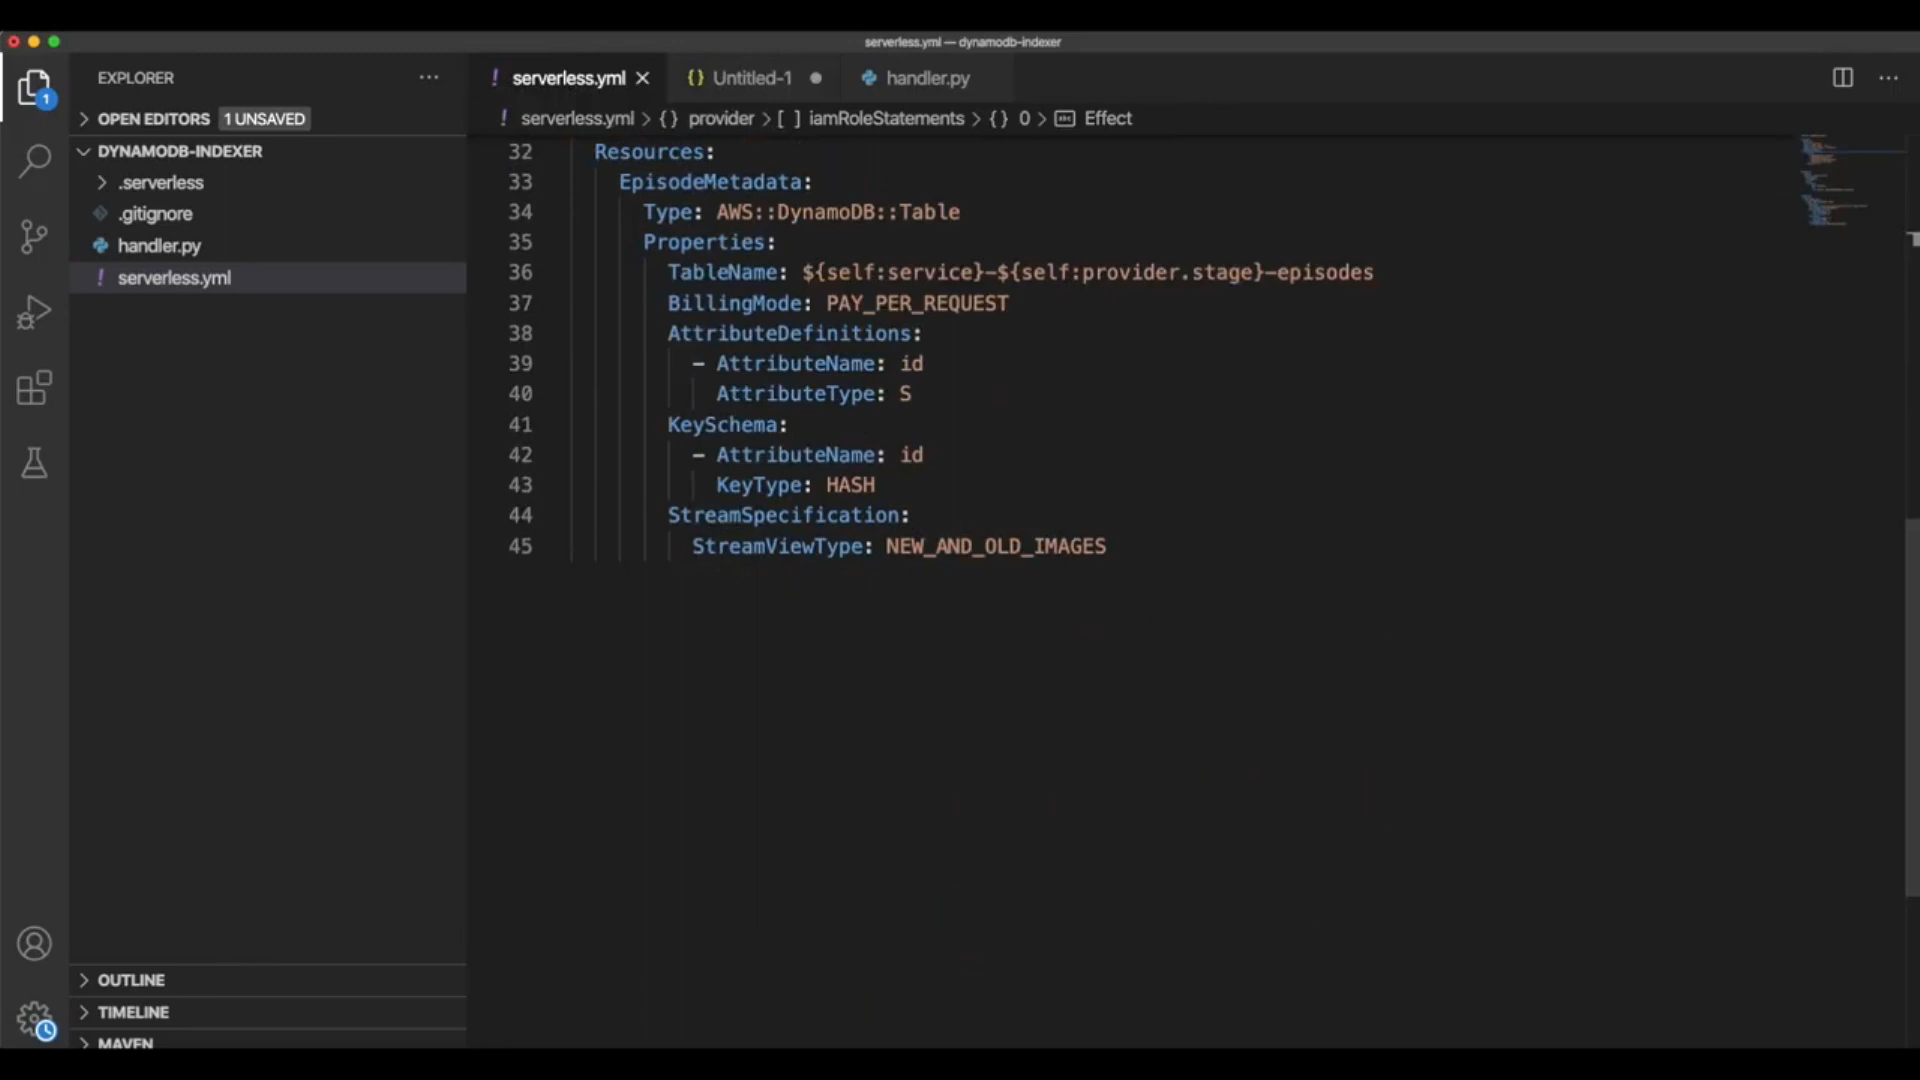 serverless.yml — dynamodb-indexer
EXPLORER
serverless.yml
Untitled-1
handler.py
1
OPEN EDITORS 1 UNSAVED
serverless.yml > {} provider > [ ] iamRoleStatements > {} 0 > Effect
DYNAMODB-INDEXER
.serverless
.gitignore
handler.py
serverless.yml
32 Resources:
33 EpisodeMetadata:
34 Type: AWS::DynamoDB::Table
35 Properties:
36 TableName: ${self:service}-${self:provider.stage}-episodes
37 BillingMode: PAY_PER_REQUEST
38 AttributeDefinitions:
39 - AttributeName: id
40 AttributeType: S
41 KeySchema:
42 - AttributeName: id
43 KeyType: HASH
44 StreamSpecification:
45 StreamViewType: NEW_AND_OLD_IMAGES
OUTLINE
TIMELINE
MAVEN